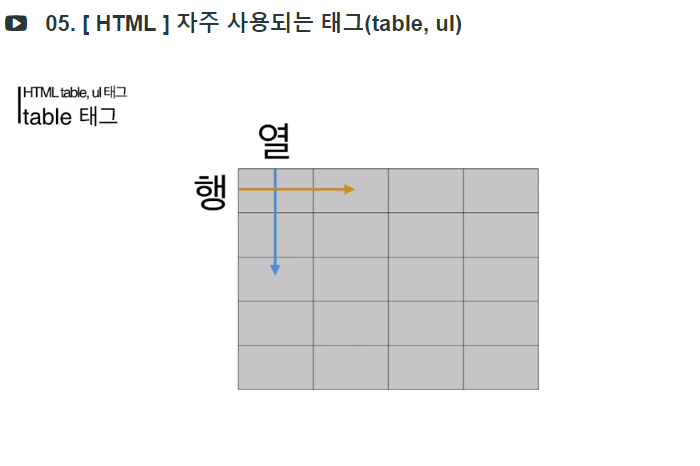 05. [ HTML ] 자주 사용되는 태그(table, ul)
HTML table, ul 태그
table 태그
열
행